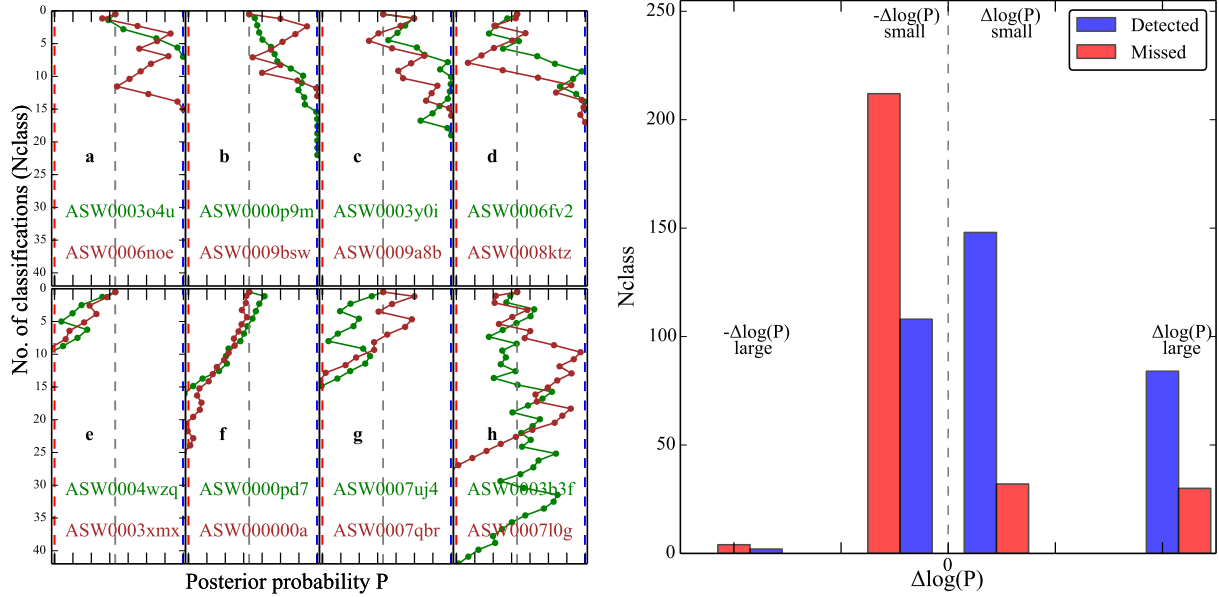 No. of classifications (Nclass)
0
5
10
15
20
25
30
35
40
a
ASW0003o4u
ASW0006noe
b
ASW0000p9m
ASW0009bsw
c
ASW0003y0i
ASW0009a8b
d
ASW0006fv2
ASW0008ktz
0
5
10
15
20
25
30
35
40
e
ASW0004wzq
ASW0003xmx
f
ASW0000pd7
ASW000000a
g
ASW0007uj4
ASW0007qbr
h
ASW0003b3f
ASW0007l0g
Posterior probability P
Nclass
250
200
150
100
50
0
-Δlog(P)
small
Δlog(P)
small
Detected
Missed
-Δlog(P)
large
Δlog(P)
large
0
Δlog(P)